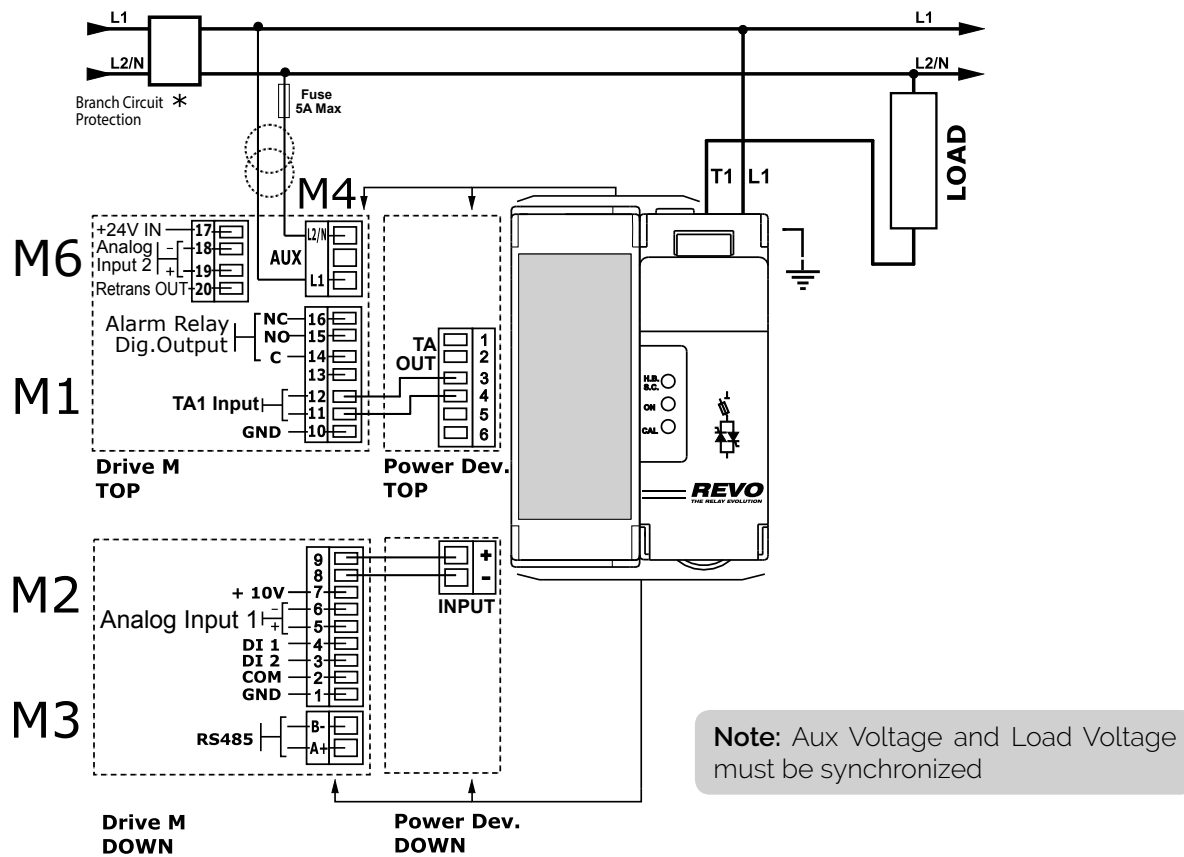 L1
L1
L2/N
L2/N
Branch Circuit *
Protection
Fuse
5A Max
T1
L1
LOAD
M4
M6
+24V IN
17
Analog
Input 2
-
18
+
19
Retrans OUT
20
L2/N
AUX
L1
Alarm Relay
Dig.Output
NC
16
NO
15
C
14
13
M1
TA1 Input
12
11
GND
10
TA
OUT
1
2
3
4
5
6
Drive M
TOP
Power Dev.
TOP
H.B.
S.C.
ON
CAL
REVO
THE RELAY EVOLUTION
M2
9
8
+ 10V
7
Analog Input 1
-
6
+
5
DI 1
4
DI 2
3
COM
2
GND
1
+
-
INPUT
M3
RS485
B-
A+
Drive M
DOWN
Power Dev.
DOWN
Note: Aux Voltage and Load Voltage
must be synchronized